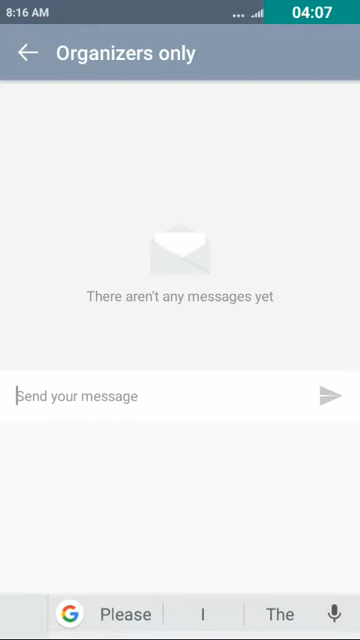 8:16 AM
04:07
Organizers only
There aren't any messages yet
Send your message
Please
I
The